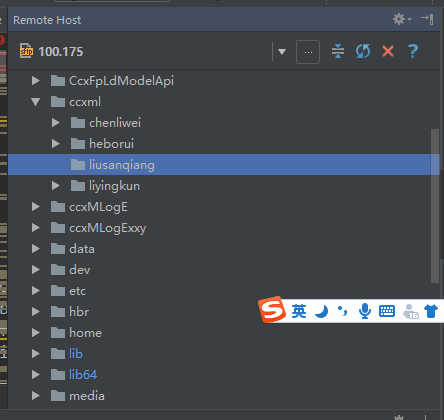 Remote Host
sftp 100.175
...
?
CcxFpLdModelApi
ccxml
chenliwei
heborui
liusanqiang
liyingkun
ccxMLogE
ccxMLogExxy
data
dev
etc
hbr
home
lib
lib64
media
S 英